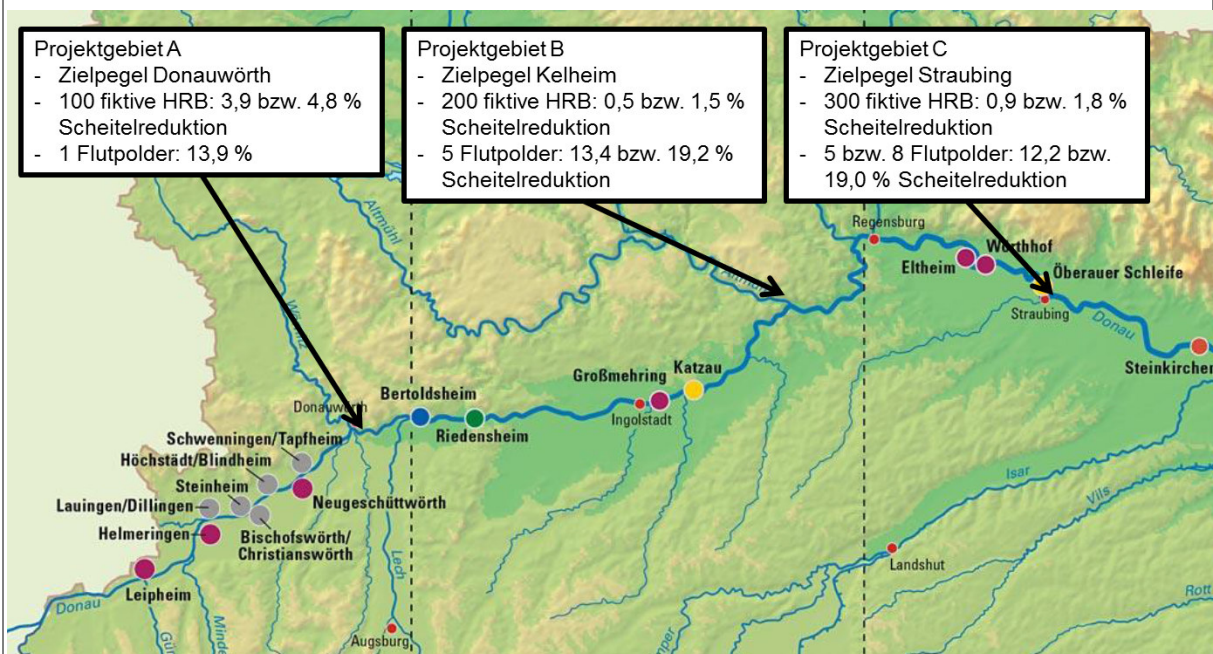 Projektgebiet A
- Zielpegel Donauwörth
- 100 fiktive HRB: 3,9 bzw. 4,8 %
Scheitelreduktion
- 1 Flutpolder: 13,9 %
Projektgebiet B
- Zielpegel Kelheim
- 200 fiktive HRB: 0,5 bzw. 1,5 %
Scheitelreduktion
- 5 Flutpolder: 13,4 bzw. 19,2 %
Scheitelreduktion
Projektgebiet C
- Zielpegel Straubing
- 300 fiktive HRB: 0,9 bzw. 1,8 %
Scheitelreduktion
- 5 bzw. 8 Flutpolder: 12,2 bzw.
19,0 % Scheitelreduktion
Altmühl
Regensburg
Wörthhof
Eltheim
Öberauer Schleife
Straubing
Donau
Steinkirchen
Wörnitz
Großmehring
Katzau
Ingolstadt
Bertoldsheim
Riedensheim
Donauwörth
Schwenningen/Tapfheim
Höchstädt/Blindheim
Steinheim
Lauingen/Dillingen
Neugeschüttwörth
Helmeringen
Bischofswörth/
Christianswörth
Leipheim
Donau
Lech
Augsburg
Isar
Vils
Landshut
Rott